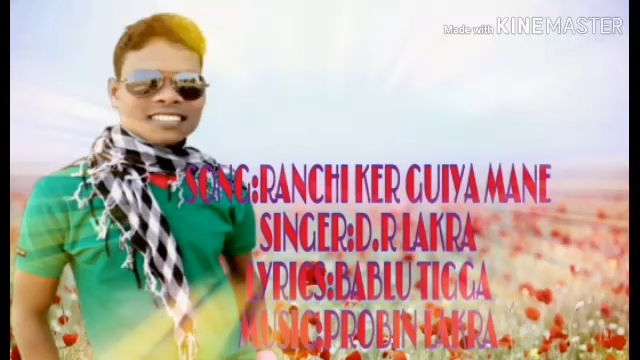 Made with KINEMASTER
SONG:RANCHI KER GUIYA MANE
SINGER:D.R LAKRA
LYRICS:BABLU TIGGA
MUSIC:PROBIN LAKRA